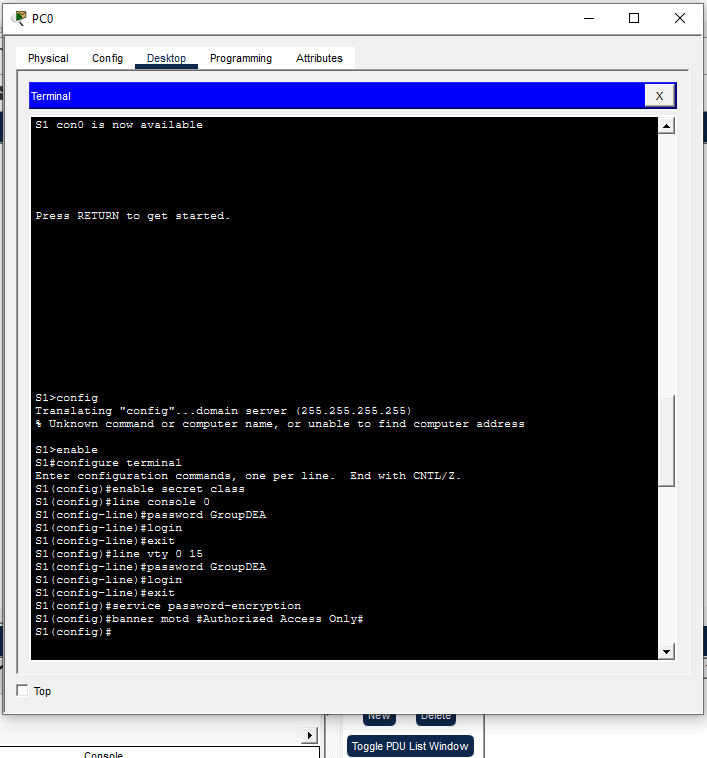 PC0
Physical Config Desktop Programming Attributes
Terminal X
S1 con0 is now available
Press RETURN to get started.
S1>config
Translating "config"...domain server (255.255.255.255)
% Unknown command or computer name, or unable to find computer address
S1>enable
S1#configure terminal
Enter configuration commands, one per line.  End with CNTL/Z.
S1(config)#enable secret class
S1(config)#line console 0
S1(config-line)#password GroupDEA
S1(config-line)#login
S1(config-line)#exit
S1(config)#line vty 0 15
S1(config-line)#password GroupDEA
S1(config-line)#login
S1(config-line)#exit
S1(config)#service password-encryption
S1(config)#banner motd #Authorized Access Only#
S1(config)#
Top
New Delete
Toggle PDU List Window
Console